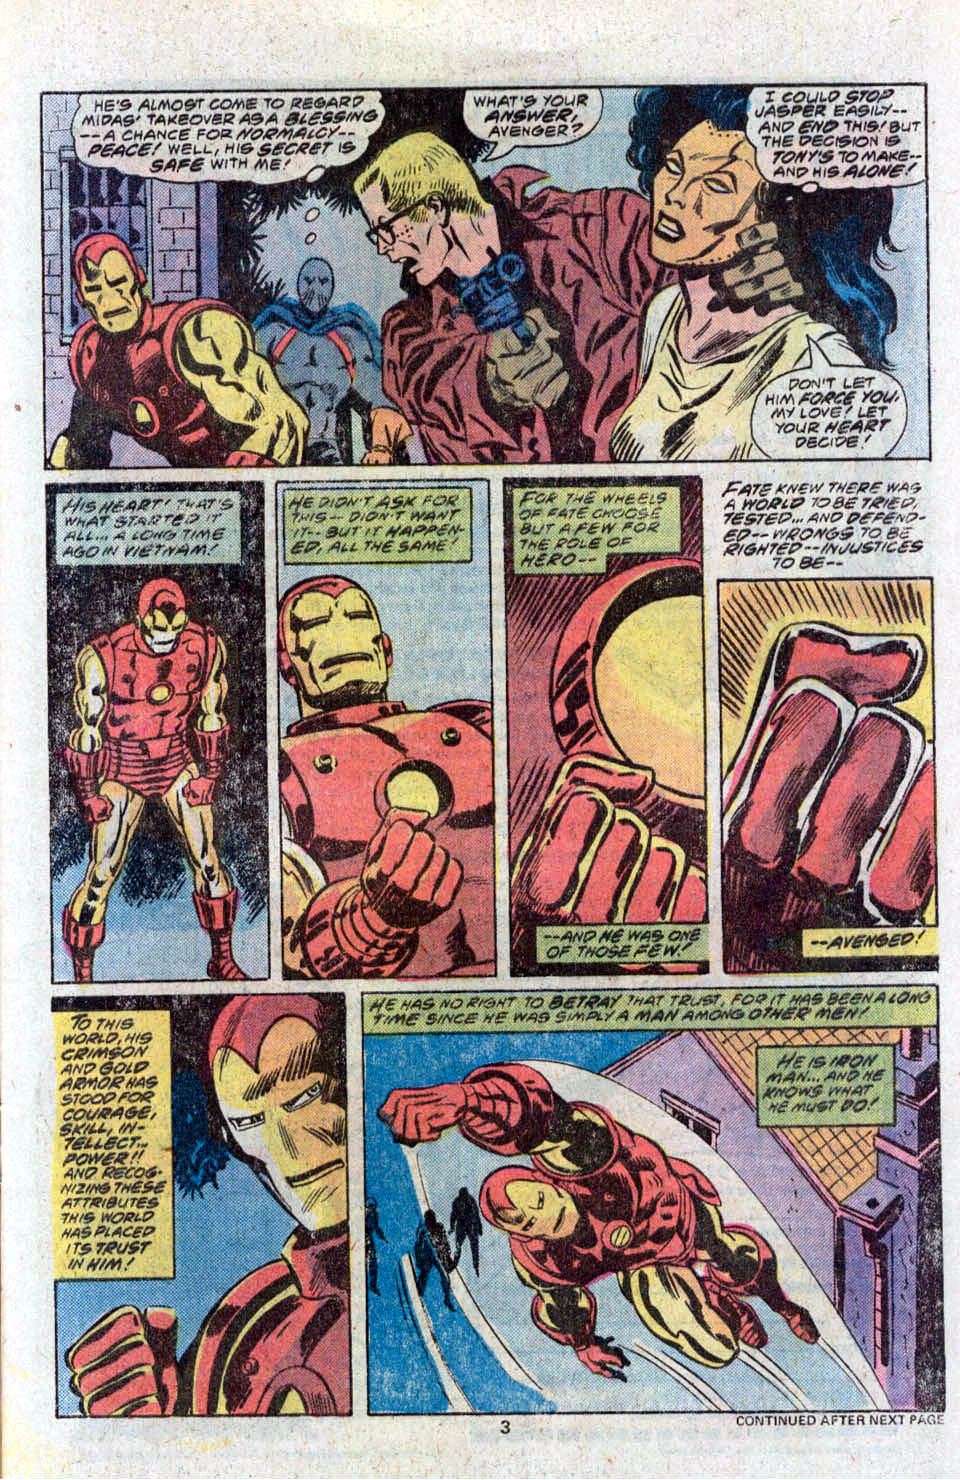 HE'S ALMOST COME TO REGARD
MIDAS' TAKEOVER AS A BLESSING
--A CHANCE FOR NORMALCY--
PEACE! WELL, HIS SECRET IS
SAFE WITH ME!
WHAT'S YOUR
ANSWER,
AVENGER?
I COULD STOP
JASPER EASILY--
AND END THIS! BUT
THE DECISION IS
TONY'S TO MAKE--
AND HIS ALONE!
DON'T LET
HIM FORCE YOU,
MY LOVE! LET
YOUR HEART
DECIDE!
HIS HEART! THAT'S
WHAT STARTED IT
ALL... A LONG TIME
AGO IN VIETNAM!
HE DIDN'T ASK FOR
THIS-- DIDN'T WANT
IT-- BUT IT HAPPEN-
ED, ALL THE SAME!
FOR THE WHEELS
OF FATE CHOOSE
BUT A FEW FOR
THE ROLE OF
HERO--
--AND HE WAS ONE
OF THOSE FEW!
FATE KNEW THERE WAS
A WORLD TO BE TRIED,
TESTED... AND DEFEND-
ED-- WRONGS TO BE
RIGHTED--INJUSTICES
TO BE--
--AVENGED!
TO THIS
WORLD, HIS
CRIMSON
AND GOLD
ARMOR HAS
STOOD FOR
COURAGE,
SKILL, IN-
TELLECT...
POWER!!
AND RECOG-
NIZING THESE
ATTRIBUTES
THIS WORLD
HAS PLACED
ITS TRUST
IN HIM!
HE HAS NO RIGHT TO BETRAY THAT TRUST, FOR IT HAS BEEN A LONG
TIME SINCE HE WAS SIMPLY A MAN AMONG OTHER MEN!
HE IS IRON
MAN... AND HE
KNOWS WHAT
HE MUST DO!
3
CONTINUED AFTER NEXT PAGE